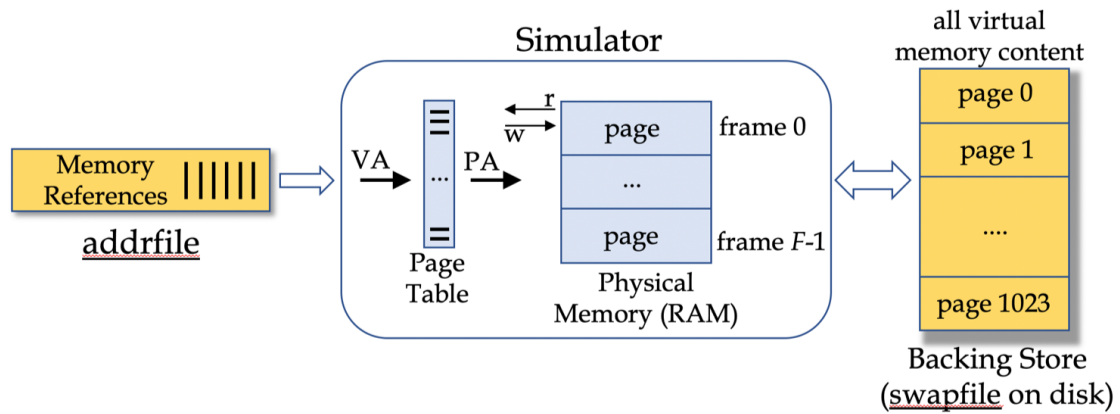 Simulator
all virtual
memory content
Memory
References
addrfile
VA
...
Page
Table
PA
r
w
page
frame 0
...
page
frame F-1
Physical
Memory (RAM)
page 0
page 1
....
page 1023
Backing Store
(swapfile on disk)